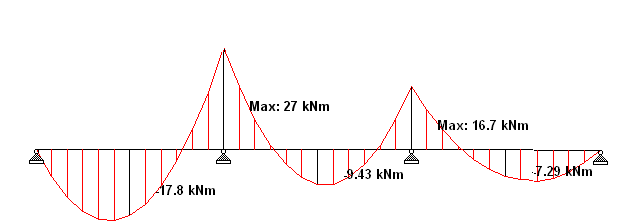 Max: 27 kNm
Max: 16.7 kNm
-17.8 kNm
-9.43 kNm
-7.29 kNm